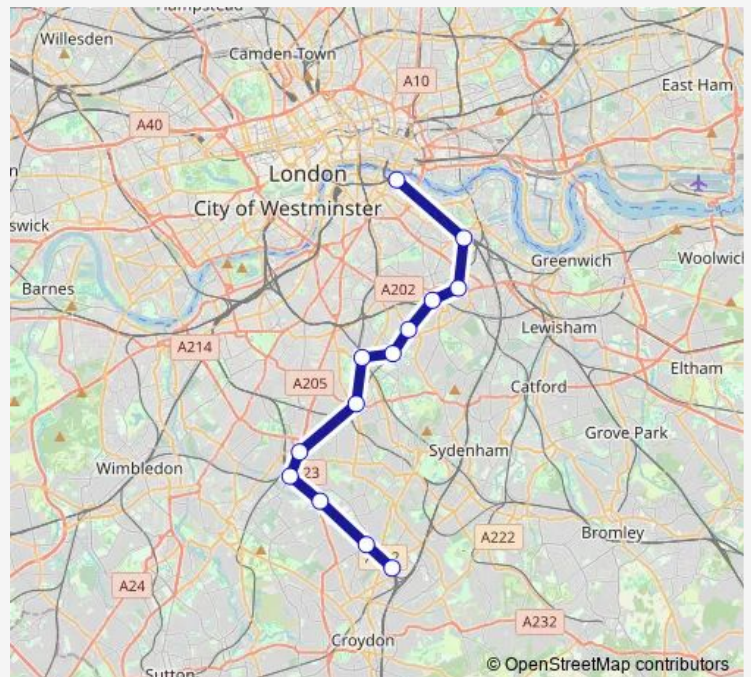 Hampstead
Willesden
Camden Town
A10
East Ham
A40
London
City of Westminster
swick
Greenwich
Woolwich
Barnes
A202
A214
Lewisham
Eltham
A205
Catford
Grove Park
Sydenham
Wimbledon
23
A222
Bromley
A24
A232
Croydon
Sutton
© OpenStreetMap contributors